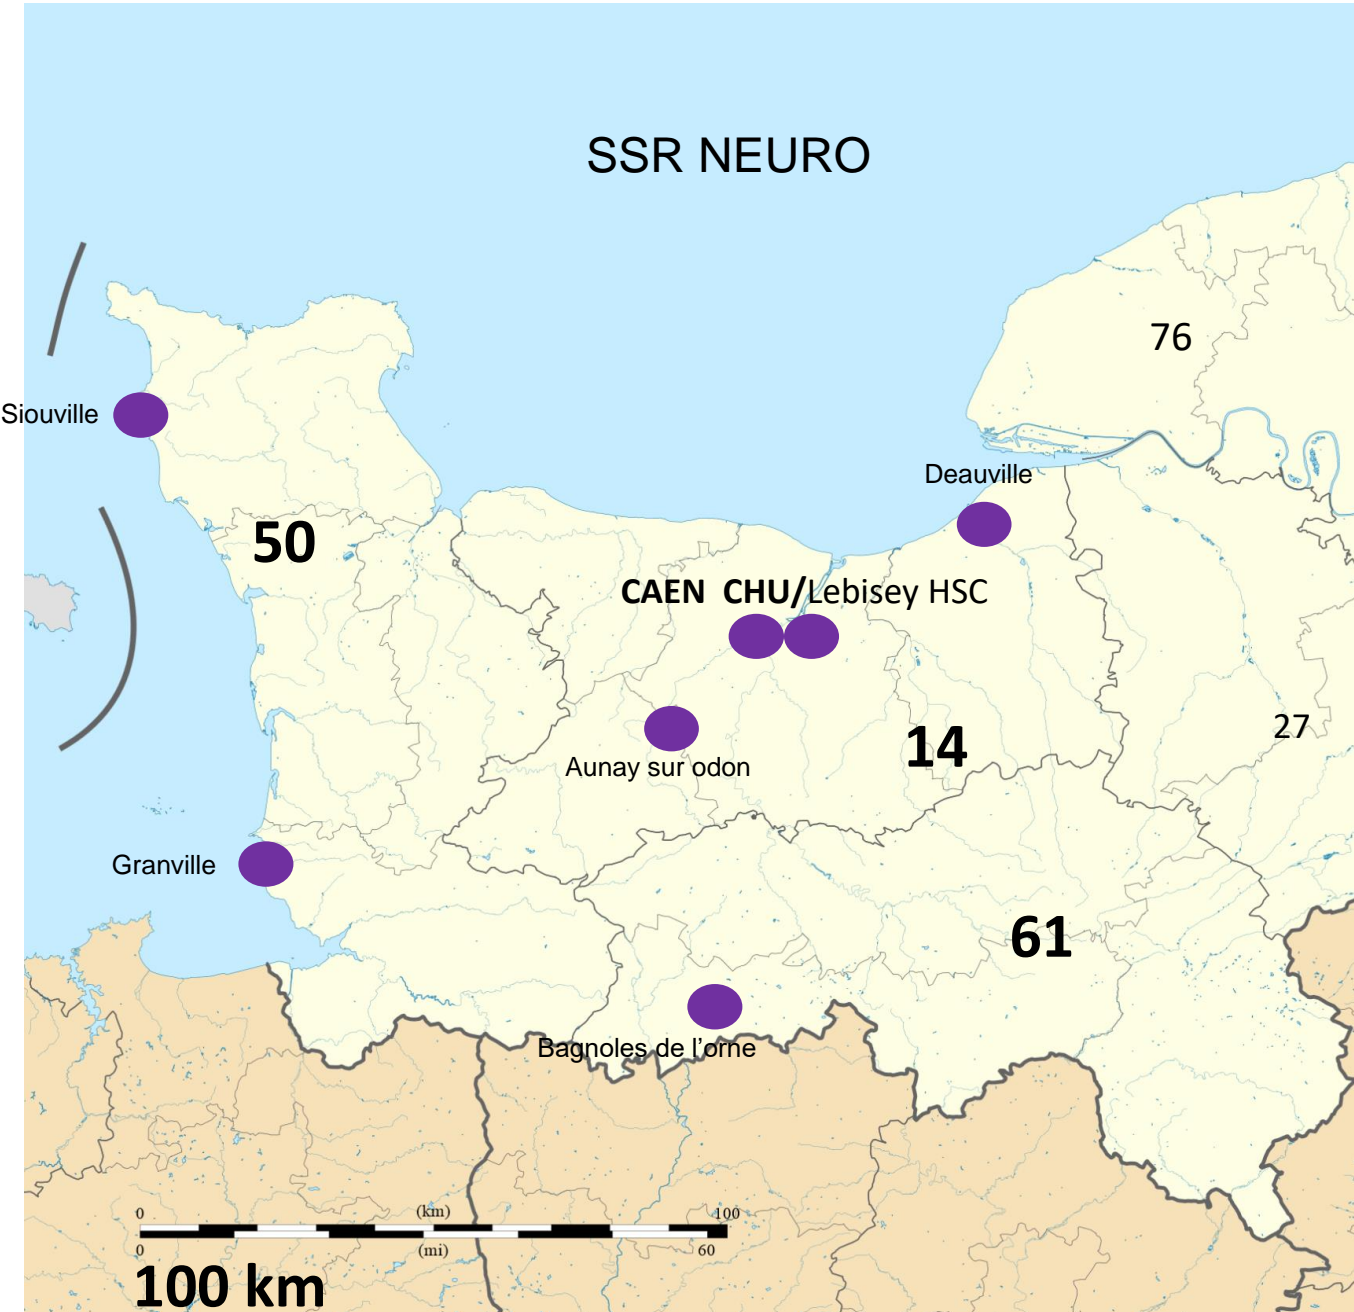 SSR NEURO
76
Siouville
Deauville
50
CAEN  CHU/Lebisey HSC
27
14
Aunay sur odon
Granville
61
Bagnoles de l'orne
0 (km) 100
0 (mi) 60
100 km